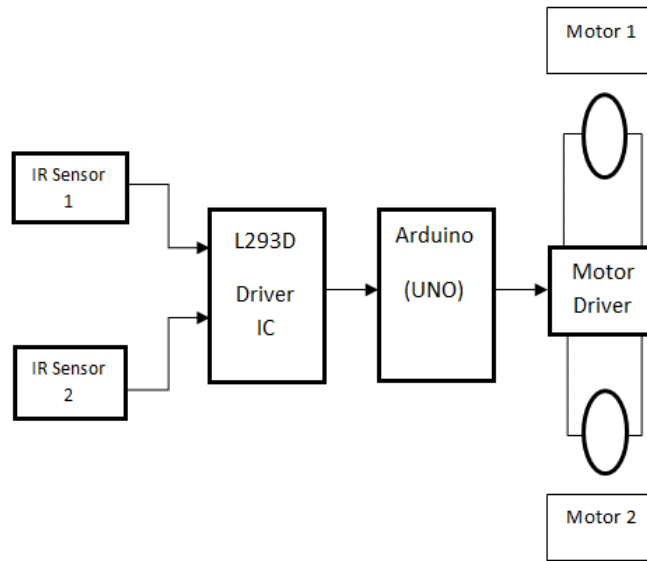 Motor 1
IR Sensor
1
L293D
Driver
IC
Arduino
(UNO)
Motor
Driver
IR Sensor
2
Motor 2